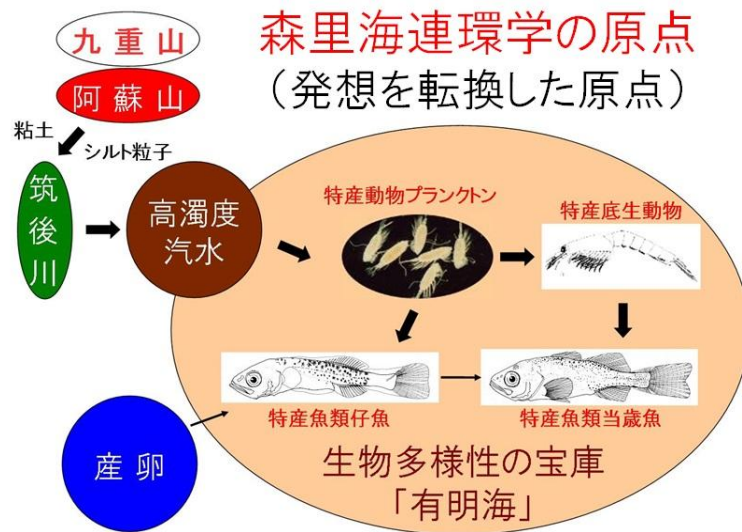 森里海連環学の原点
（発想を転換した原点）
九重山
阿蘇山
粘土
シルト粒子
筑後川
高濁度
汽水
特産動物プランクトン
特産底生動物
特産魚類仔魚
特産魚類当歳魚
産卵
生物多様性の宝庫
「有明海」